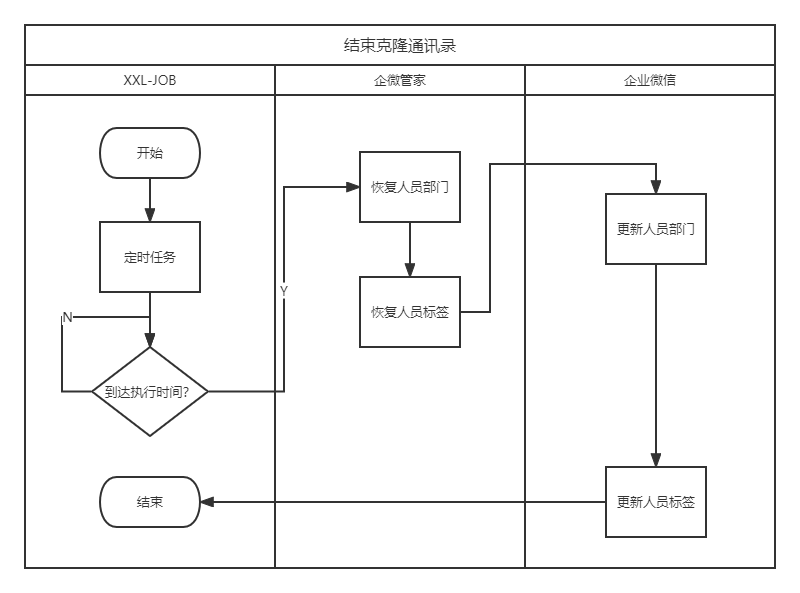 结束克隆通讯录
XXL-JOB
企微管家
企业微信
开始
定时任务
N
到达执行时间?
结束
Y
恢复人员部门
恢复人员标签
更新人员部门
更新人员标签